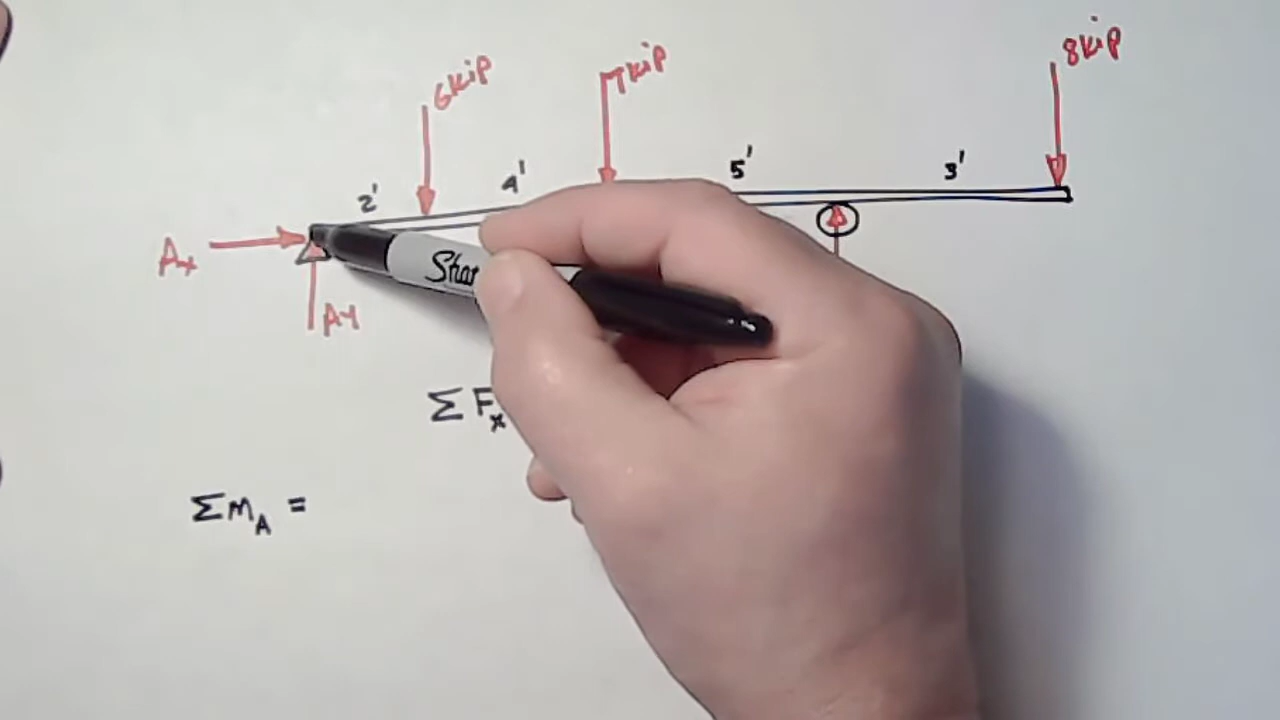 8kip
7kip
6kip
5'
3'
4'
2'
Ax
Shar
Ay
ΣFx
ΣMA =